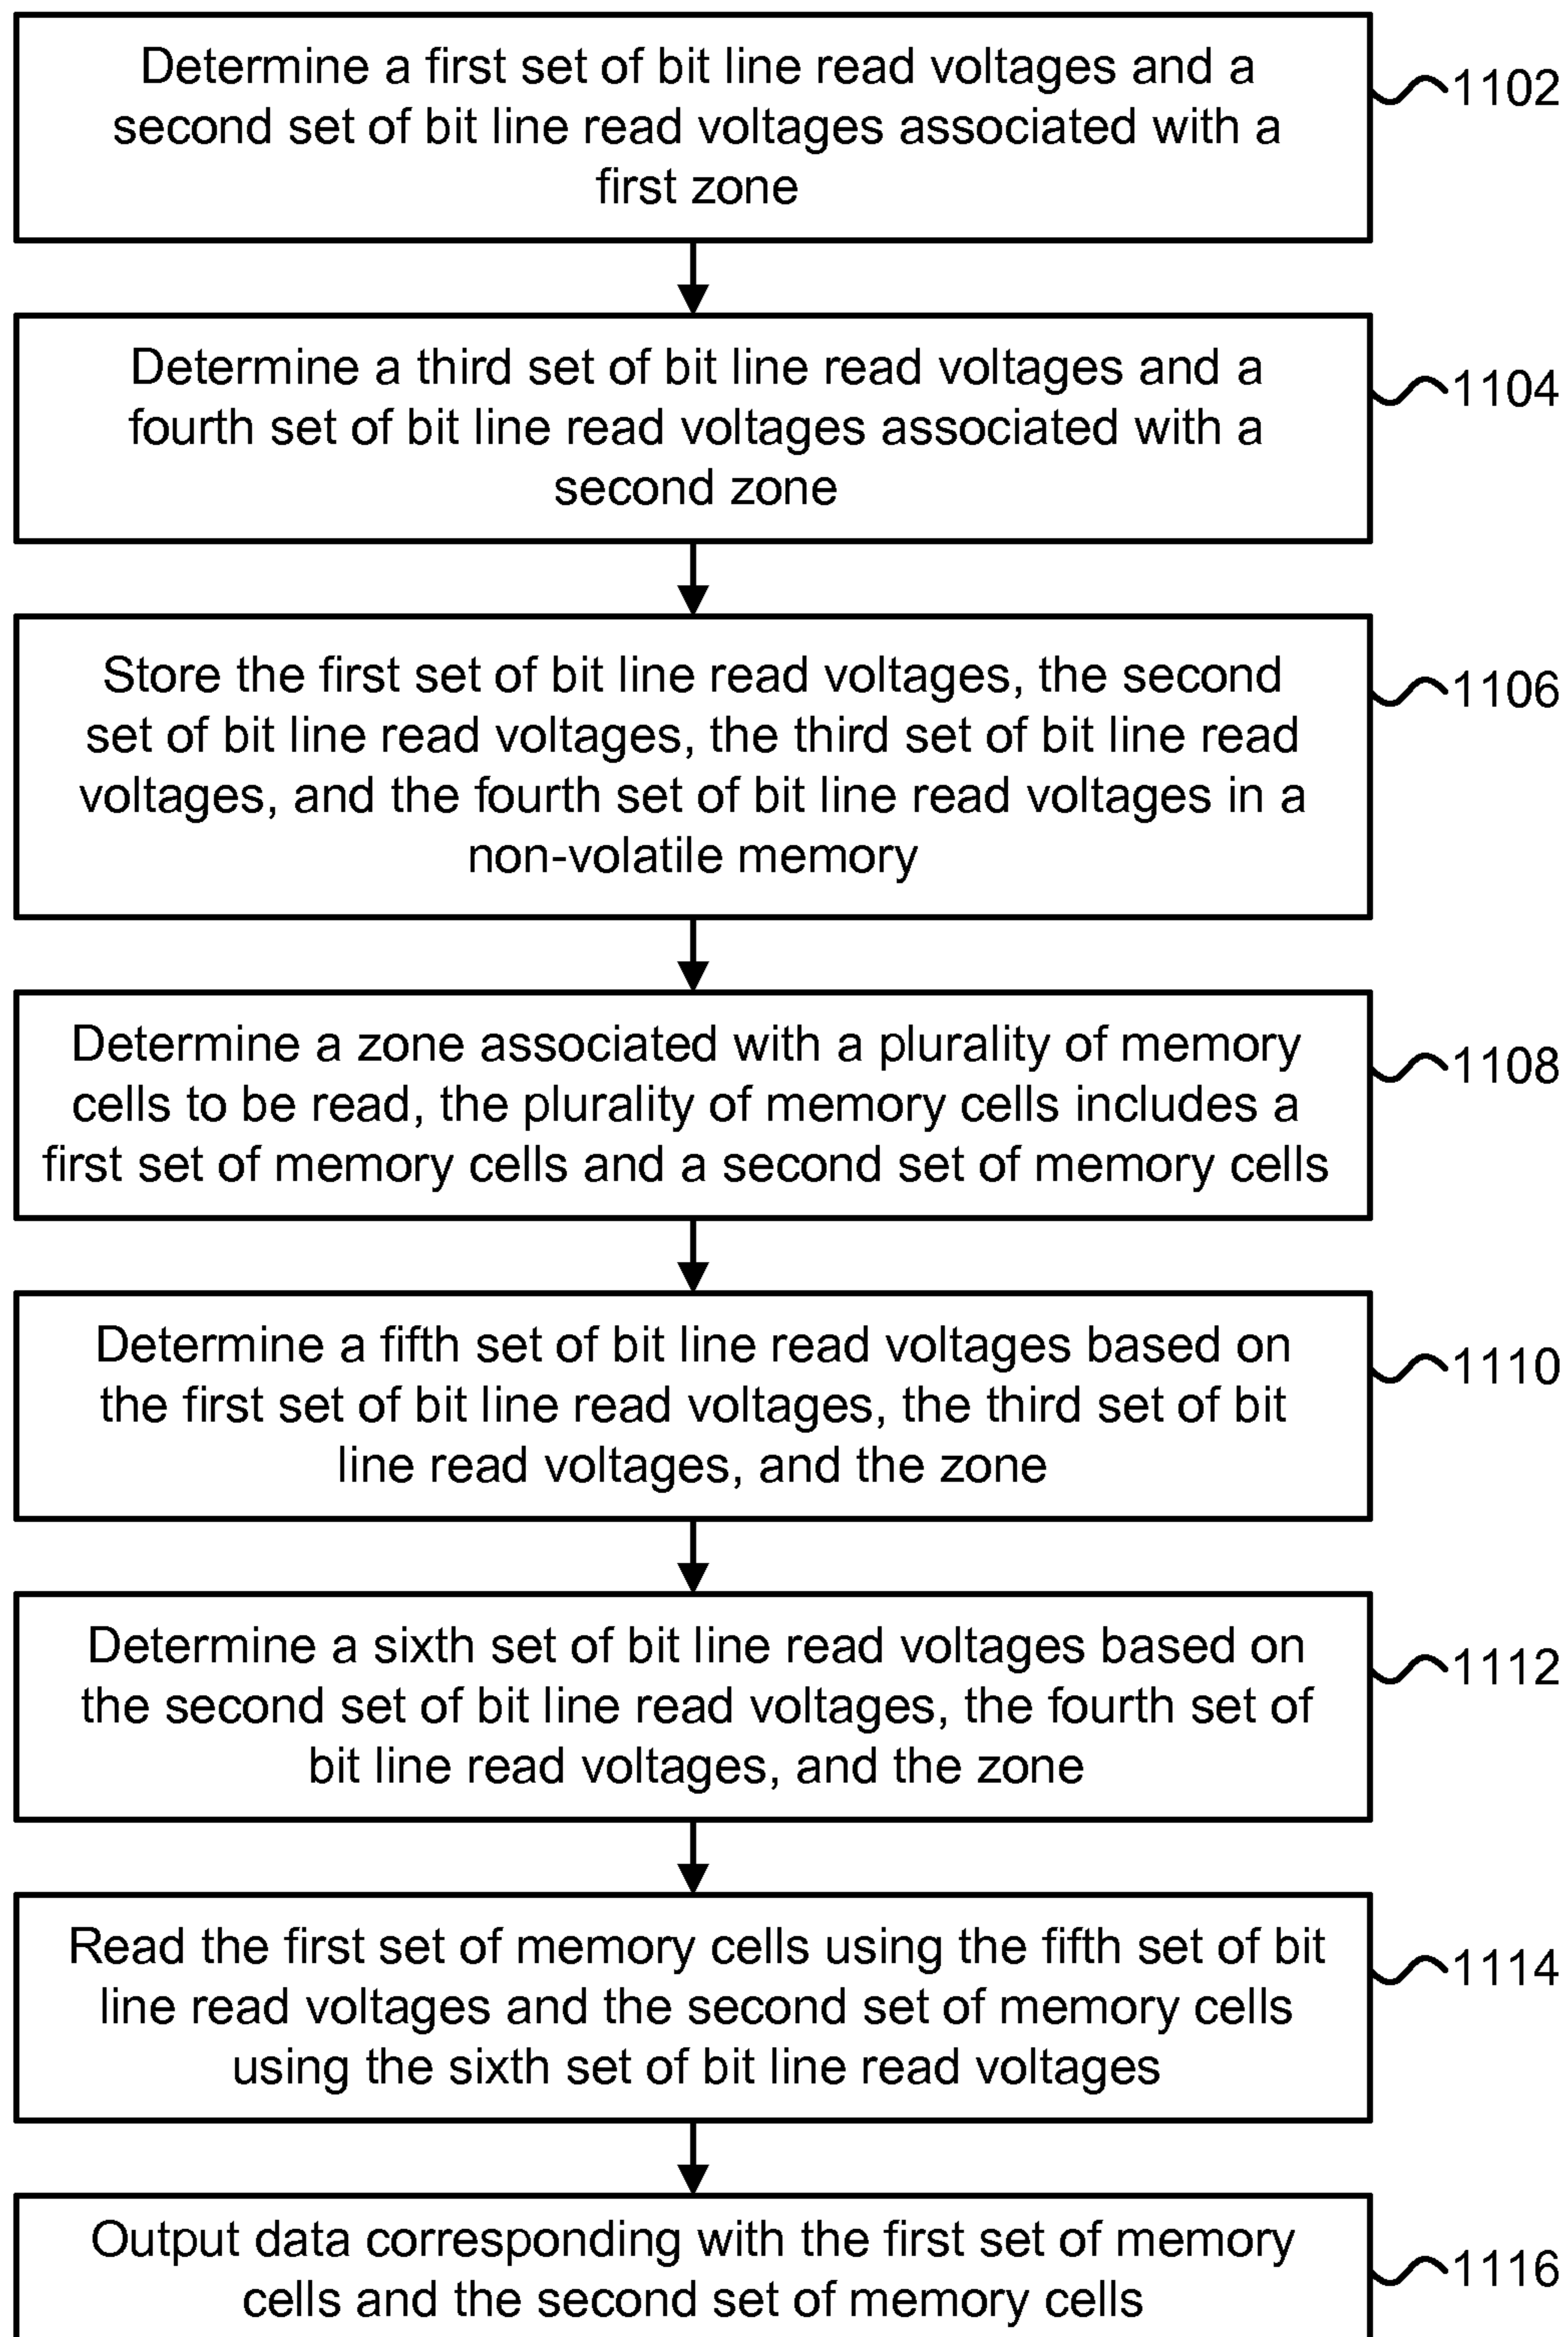 Determine a first set of bit line read voltages and a
second set of bit line read voltages associated with a
first zone
1102
Determine a third set of bit line read voltages and a
fourth set of bit line read voltages associated with a
second zone
1104
Store the first set of bit line read voltages, the second
set of bit line read voltages, the third set of bit line read
voltages, and the fourth set of bit line read voltages in a
non-volatile memory
1106
Determine a zone associated with a plurality of memory
cells to be read, the plurality of memory cells includes a
first set of memory cells and a second set of memory cells
1108
Determine a fifth set of bit line read voltages based on
the first set of bit line read voltages, the third set of bit
line read voltages, and the zone
1110
Determine a sixth set of bit line read voltages based on
the second set of bit line read voltages, the fourth set of
bit line read voltages, and the zone
1112
Read the first set of memory cells using the fifth set of bit
line read voltages and the second set of memory cells
using the sixth set of bit line read voltages
1114
Output data corresponding with the first set of memory
cells and the second set of memory cells
1116